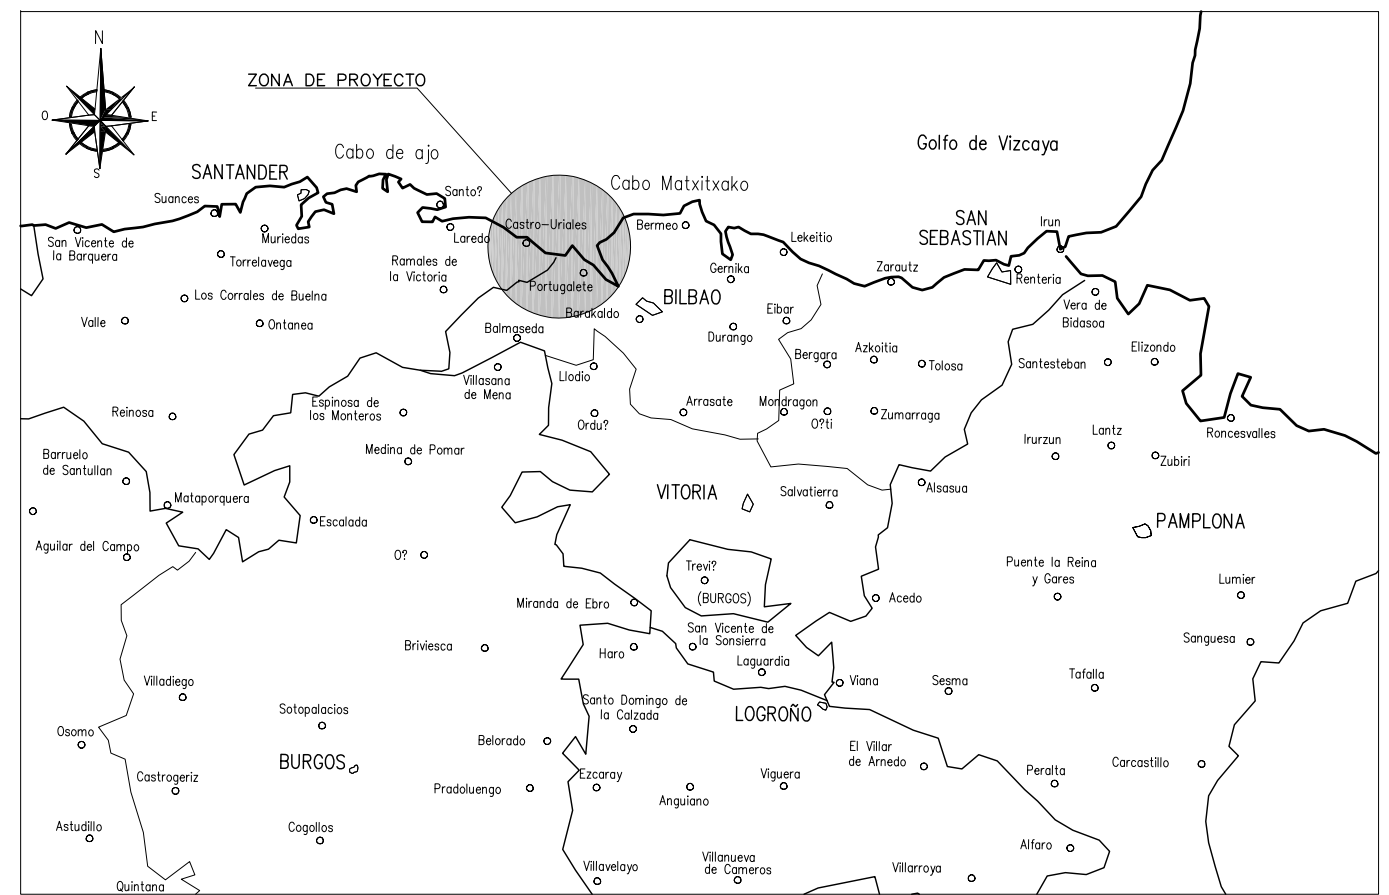 N
ZONA DE PROYECTO
O
E
S
Golfo de Vizcaya
Cabo de ajo
SANTANDER
Cabo Matxitxako
Suances
Santo?
SAN
SEBASTIAN
Irun
Castro-Uriales
Bermeo
San Vicente de
la Barquera
Muriedas
Laredo
Lekeitio
Torrelavega
Ramales de
la Victoria
Gernika
Zarautz
Renteria
Los Corrales de Buelna
Portugalete
BILBAO
Vera de
Bidasoa
Valle
Ontanea
Barakaldo
Eibar
Balmaseda
Durango
Bergara
Azkoitia
Tolosa
Santesteban
Elizondo
Villasana
de Mena
Llodio
Reinosa
Espinosa de
los Monteros
Arrasate
Mondragon
O?ti
Zumarraga
Ordu?
Roncesvalles
Irurzun
Lantz
Zubiri
Barruelo
de Santullan
Medina de Pomar
Mataporquera
VITORIA
Salvatierra
Alsasua
Escalada
PAMPLONA
Aguilar del Campo
O?
Trevi?
(BURGOS)
Puente la Reina
y Gares
Lumier
Miranda de Ebro
Acedo
San Vicente de
la Sonsierra
Briviesca
Haro
Laguardia
Sanguesa
Villadiego
Viana
Sesma
Tafalla
Sotopalacios
Santo Domingo de
la Calzada
LOGROÑO
Osomo
Belorado
El Villar
de Arnedo
BURGOS
Castrogeriz
Ezcaray
Viguera
Peralta
Carcastillo
Pradoluengo
Anguiano
Astudillo
Cogollos
Alfaro
Villavelayo
Villanueva
de Cameros
Villarroya
Quintana